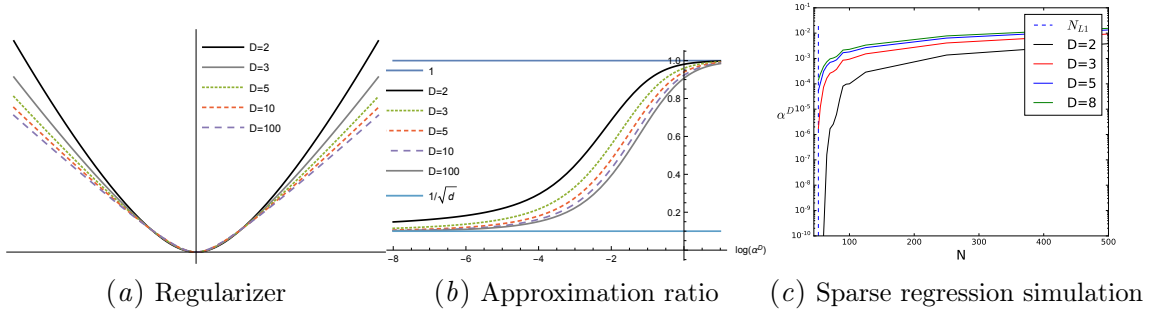 D=2
D=3
D=5
D=10
D=100
(a) Regularizer
1
D=2
D=3
D=5
D=10
D=100
1/√d
1.0
0.8
0.6
0.4
0.2
-8
-6
-4
-2
log(α^D)
(b) Approximation ratio
10^-1
10^-2
10^-3
10^-4
10^-5
10^-6
10^-7
10^-8
10^-9
10^-10
α^D
N_L1
D=2
D=3
D=5
D=8
100
200
300
400
500
N
(c) Sparse regression simulation